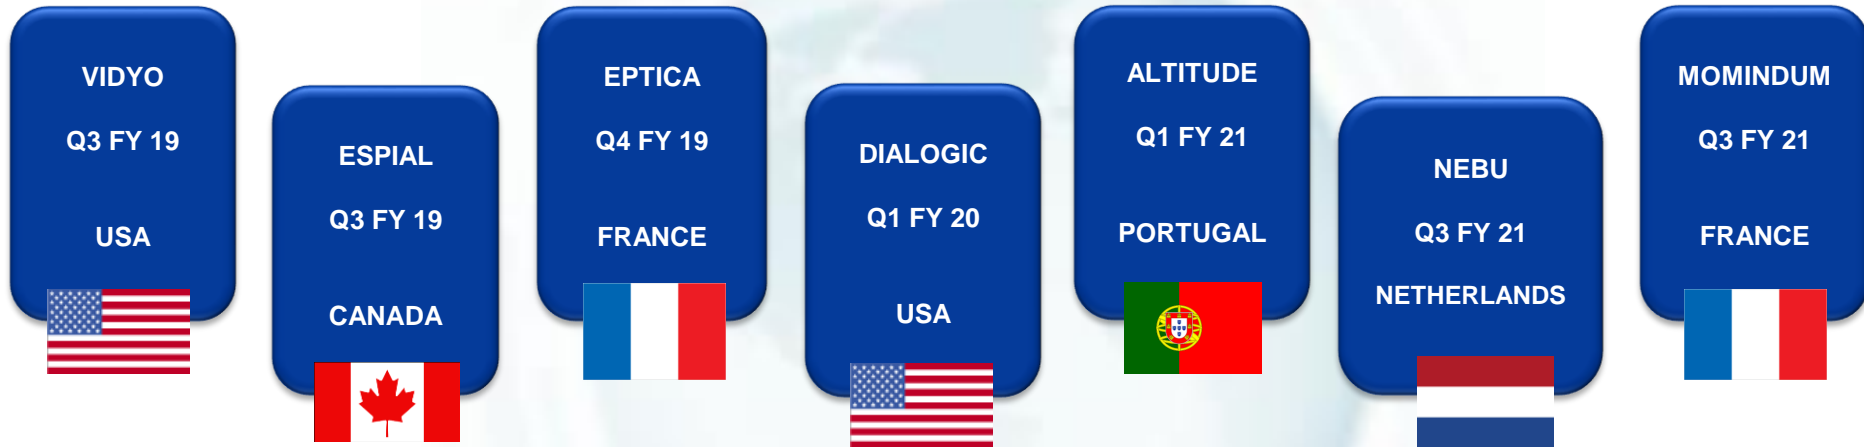 VIDYO
Q3 FY 19
USA
ESPIAL
Q3 FY 19
CANADA
EPTICA
Q4 FY 19
FRANCE
DIALOGIC
Q1 FY 20
USA
ALTITUDE
Q1 FY 21
PORTUGAL
NEBU
Q3 FY 21
NETHERLANDS
MOMINDUM
Q3 FY 21
FRANCE